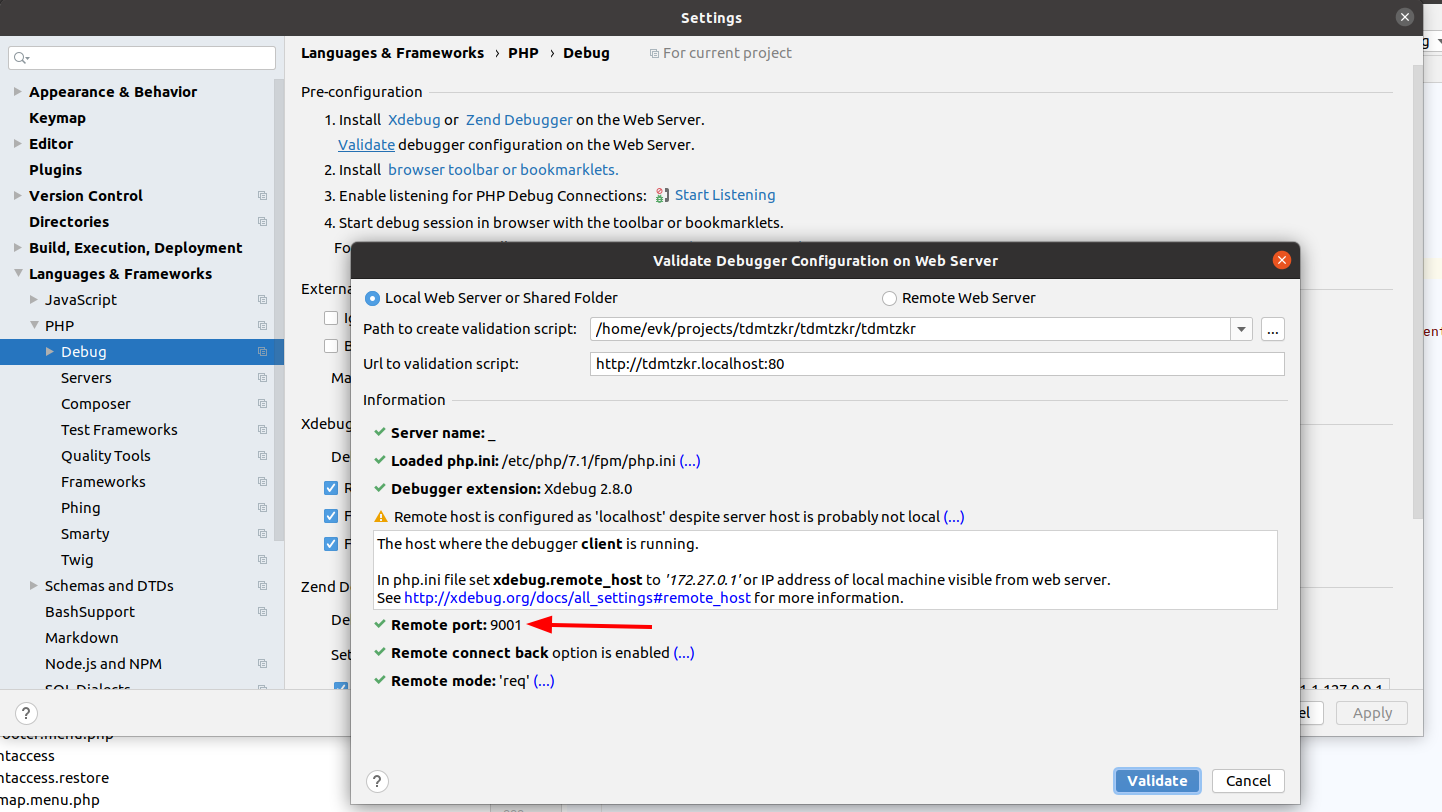 Settings
Languages & Frameworks › PHP › Debug For current project
Appearance & Behavior
Keymap
Editor
Plugins
Version Control
Directories
Build, Execution, Deployment
Languages & Frameworks
JavaScript
PHP
Debug
Servers
Composer
Test Frameworks
Quality Tools
Frameworks
Phing
Smarty
Twig
Schemas and DTDs
BashSupport
Markdown
Node.js and NPM
SQL Dialects
?
Pre-configuration
1. Install Xdebug or Zend Debugger on the Web Server.
Validate debugger configuration on the Web Server.
2. Install browser toolbar or bookmarklets.
3. Enable listening for PHP Debug Connections: Start Listening
4. Start debug session in browser with the toolbar or bookmarklets.
Fo
Externa
I
B
Ma
Xdebug
De
R
F
F
Zend De
De
Set
Validate Debugger Configuration on Web Server
Local Web Server or Shared Folder Remote Web Server
Path to create validation script: /home/evk/projects/tdmtzkr/tdmtzkr/tdmtzkr ...
Url to validation script: http://tdmtzkr.localhost:80
Information
Server name: _
Loaded php.ini: /etc/php/7.1/fpm/php.ini (...)
Debugger extension: Xdebug 2.8.0
Remote host is configured as 'localhost' despite server host is probably not local (...)
The host where the debugger client is running.
In php.ini file set xdebug.remote_host to '172.27.0.1' or IP address of local machine visible from web server.
See http://xdebug.org/docs/all_settings#remote_host for more information.
Remote port: 9001
Remote connect back option is enabled (...)
Remote mode: 'req' (...)
? Validate Cancel
el Apply
g
ent
ooter.menu.php
ntaccess
ntaccess.restore
map.menu.php